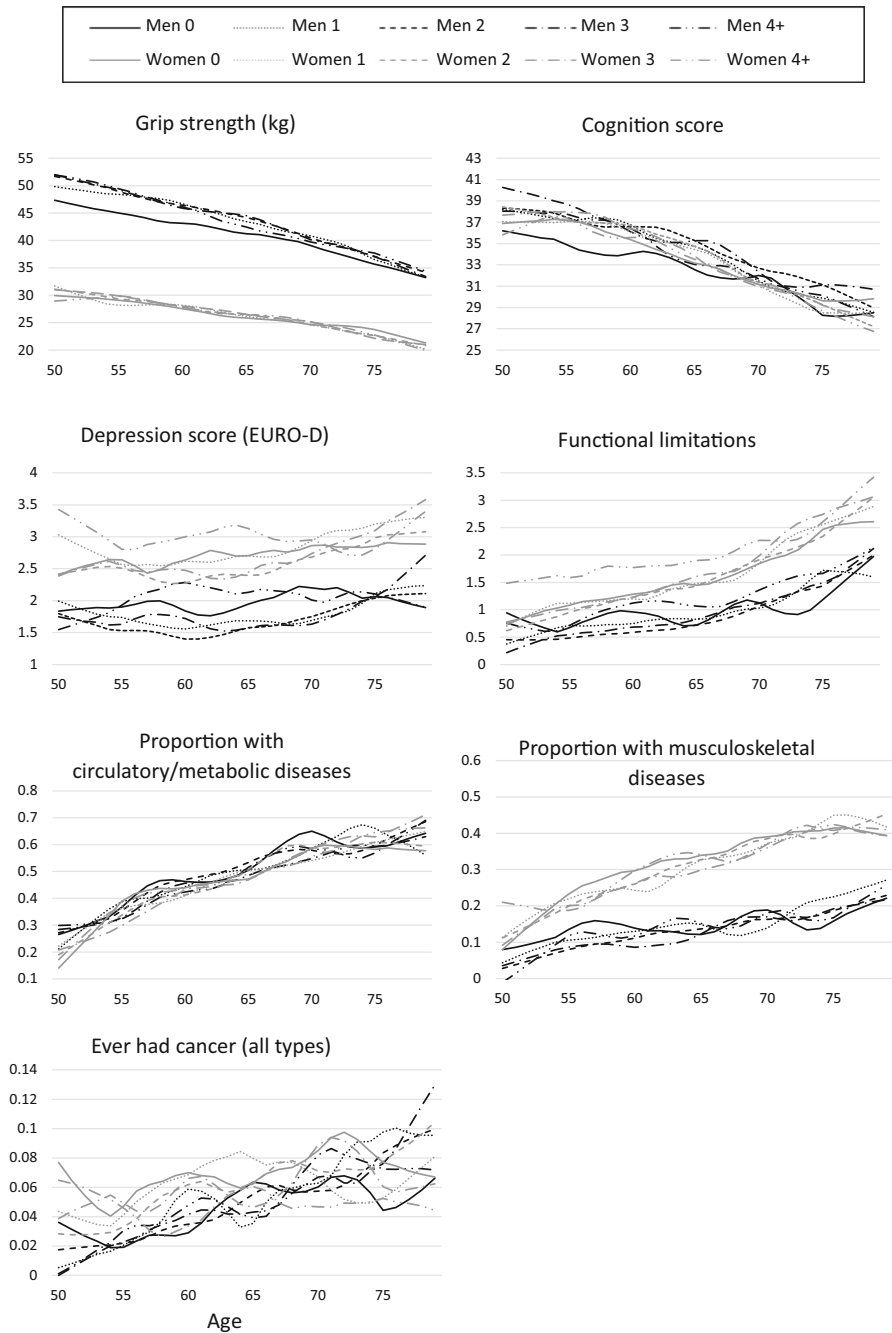 Men 0 Men 1 Men 2 Men 3 Men 4+
Women 0 Women 1 Women 2 Women 3 Women 4+
Grip strength (kg)
55
50
45
40
35
30
25
20
50 55 60 65 70 75
Cognition score
43
41
39
37
35
33
31
29
27
25
50 55 60 65 70 75
Depression score (EURO-D)
4
3.5
3
2.5
2
1.5
1
50 55 60 65 70 75
Functional limitations
3.5
3
2.5
2
1.5
1
0.5
0
50 55 60 65 70 75
Proportion with
circulatory/metabolic diseases
0.8
0.7
0.6
0.5
0.4
0.3
0.2
0.1
50 55 60 65 70 75
Proportion with musculoskeletal
diseases
0.6
0.5
0.4
0.3
0.2
0.1
0
50 55 60 65 70 75
Ever had cancer (all types)
0.14
0.12
0.1
0.08
0.06
0.04
0.02
0
50 55 60 65 70 75
Age